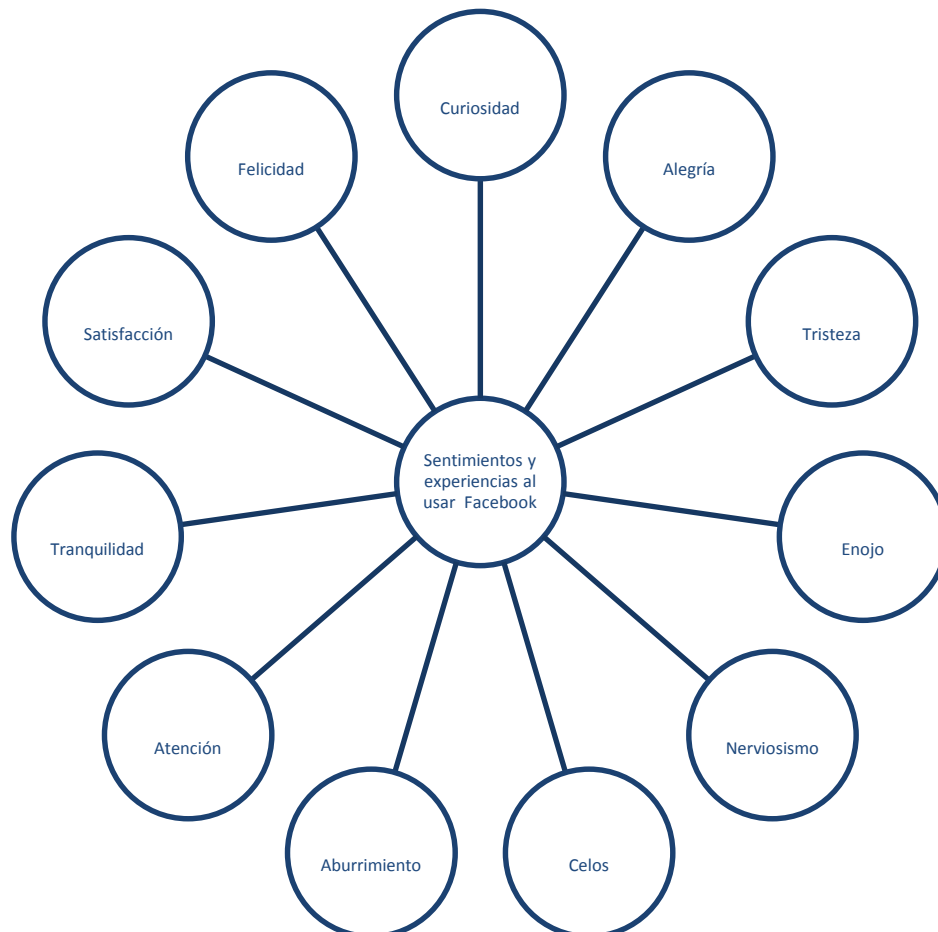 Curiosidad
Alegría
Tristeza
Enojo
Nerviosismo
Celos
Aburrimiento
Atención
Tranquilidad
Satisfacción
Felicidad
Sentimientos y
experiencias al
usar Facebook